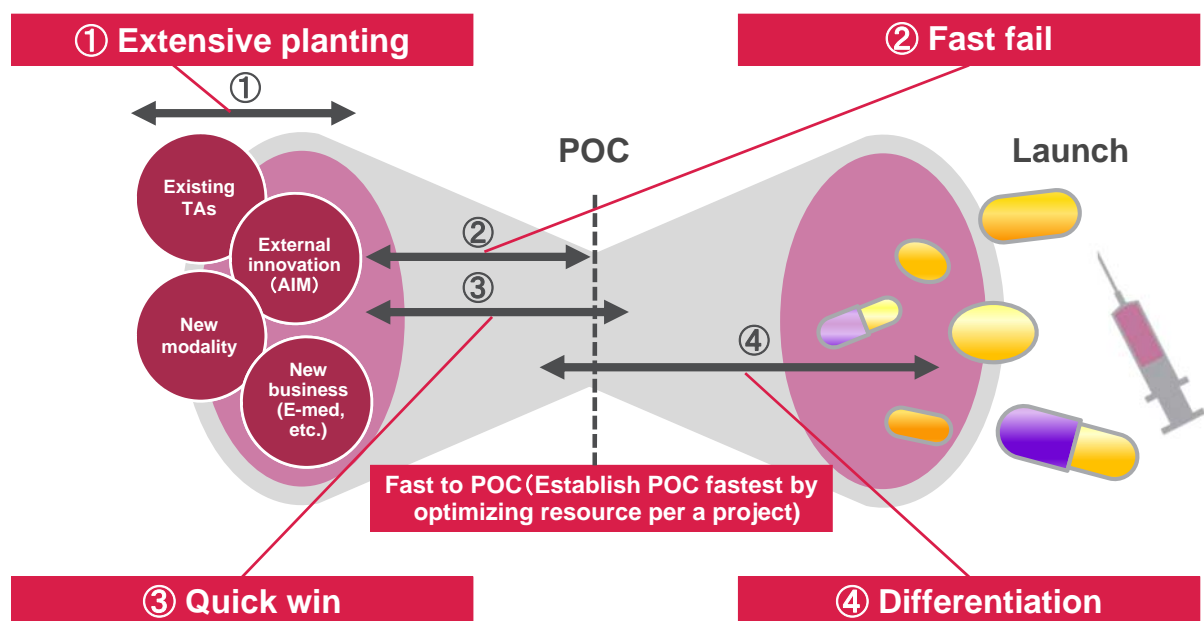 ① Extensive planting
② Fast fail
①
POC
Launch
Existing
TAs
External
innovation
（AIM）
New
modality
New
business
(E-med,
etc.)
②
③
④
Fast to POC（Establish POC fastest by
optimizing resource per a project)
③ Quick win
④ Differentiation